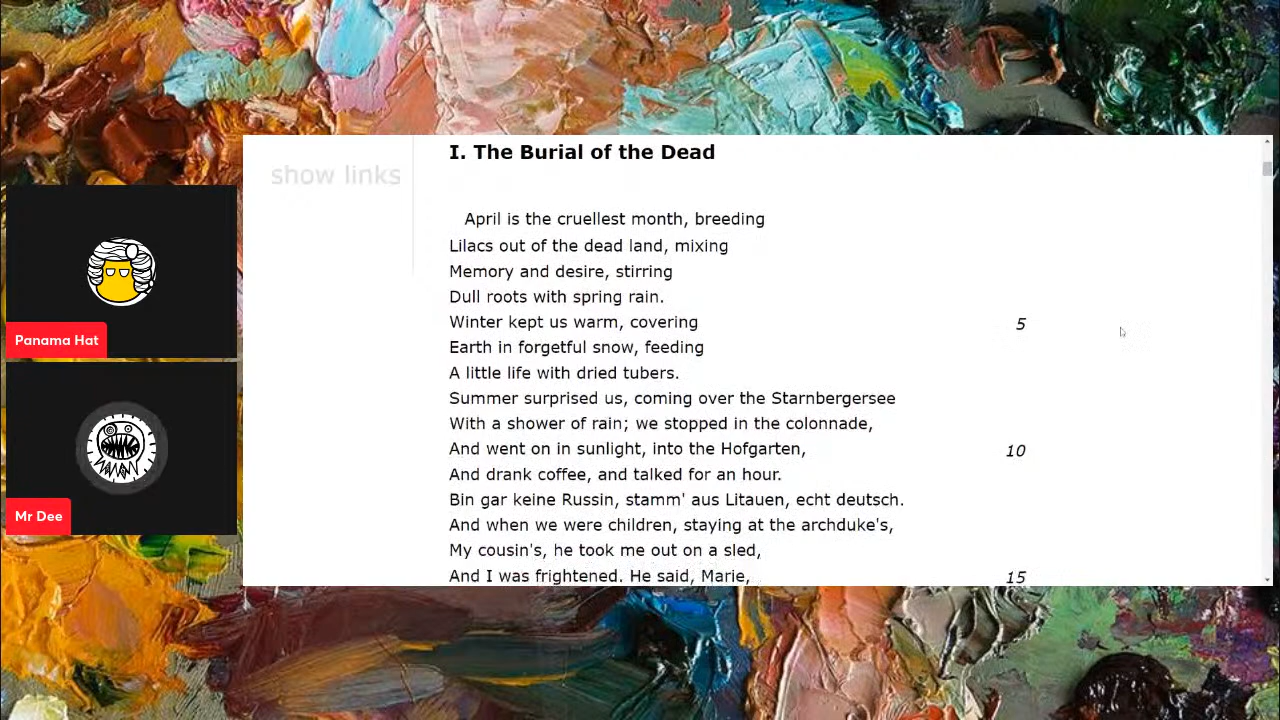 I. The Burial of the Dead
show links
April is the cruellest month, breeding
Lilacs out of the dead land, mixing
Memory and desire, stirring
Dull roots with spring rain.
Winter kept us warm, covering 5
Earth in forgetful snow, feeding
A little life with dried tubers.
Summer surprised us, coming over the Starnbergersee
With a shower of rain; we stopped in the colonnade,
And went on in sunlight, into the Hofgarten, 10
And drank coffee, and talked for an hour.
Bin gar keine Russin, stamm' aus Litauen, echt deutsch.
And when we were children, staying at the archduke's,
My cousin's, he took me out on a sled,
And I was frightened. He said, Marie, 15
Panama Hat
Mr Dee